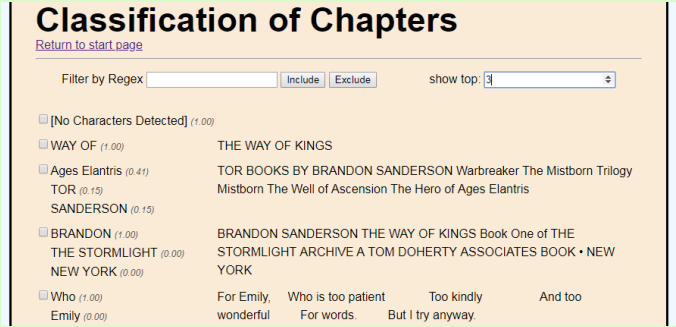 Classification of Chapters
Return to start page
Filter by Regex Include Exclude show top: 3
[No Characters Detected] (1.00)
WAY OF (1.00) THE WAY OF KINGS
Ages Elantris (0.41) TOR BOOKS BY BRANDON SANDERSON Warbreaker The Mistborn Trilogy
TOR (0.15) Mistborn The Well of Ascension The Hero of Ages Elantris
SANDERSON (0.15)
BRANDON (1.00) BRANDON SANDERSON THE WAY OF KINGS Book One of THE
THE STORMLIGHT (0.00) STORMLIGHT ARCHIVE A TOM DOHERTY ASSOCIATES BOOK • NEW
NEW YORK (0.00) YORK
Who (1.00) For Emily, Who is too patient Too kindly And too
Emily (0.00) wonderful For words. But I try anyway.